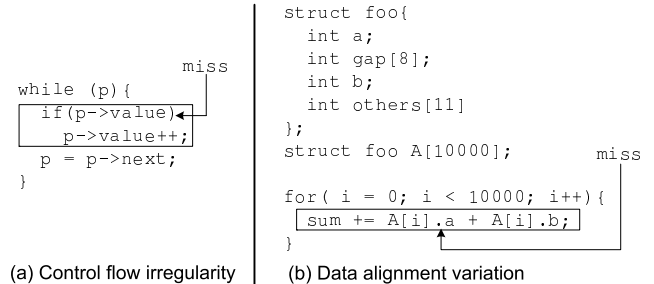 miss
while (p){
if(p->value)
p->value++;
p = p->next;
}
(a) Control flow irregularity
struct foo{
int a;
int gap[8];
int b;
int others[11]
};
struct foo A[10000];
miss
for( i = 0; i < 10000; i++){
sum += A[i].a + A[i].b;
}
(b) Data alignment variation